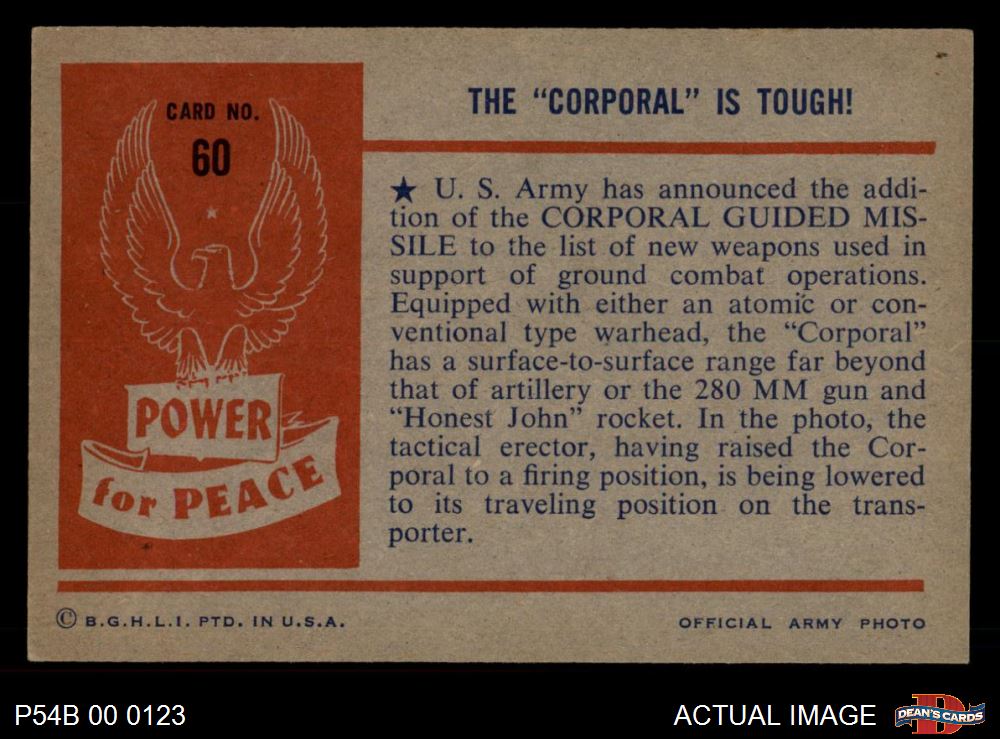 CARD NO.
60
POWER
for PEACE
THE “CORPORAL” IS TOUGH!
★ U. S. Army has announced the addi-
tion of the CORPORAL GUIDED MIS-
SILE to the list of new weapons used in
support of ground combat operations.
Equipped with either an atomic or con-
ventional type warhead, the “Corporal”
has a surface-to-surface range far beyond
that of artillery or the 280 MM gun and
“Honest John” rocket. In the photo, the
tactical erector, having raised the Cor-
poral to a firing position, is being lowered
to its traveling position on the trans-
porter.
© B.G.H.L.I. PTD. IN U.S.A.
OFFICIAL ARMY PHOTO
P54B 00 0123
ACTUAL IMAGE
D
DEAN'S CARDS